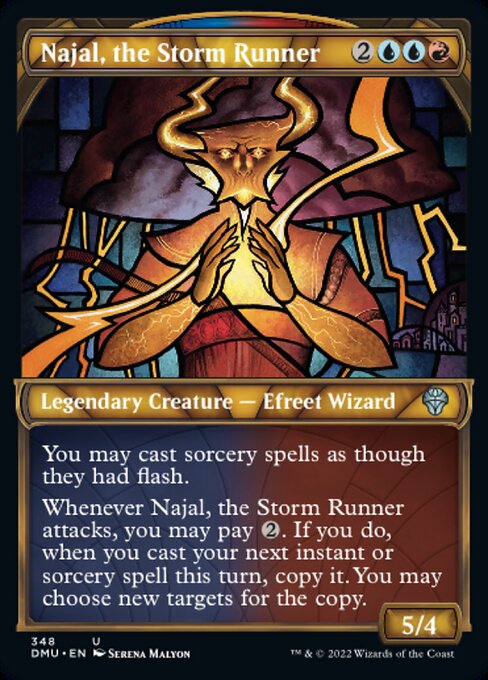 Najal, the Storm Runner 2
Legendary Creature — Efreet Wizard
You may cast sorcery spells as though
they had flash.
Whenever Najal, the Storm Runner
attacks, you may pay 2. If you do,
when you cast your next instant or
sorcery spell this turn, copy it. You may
choose new targets for the copy.
5/4
348 U
DMU • EN Serena Malyon
™ & © 2022 Wizards of the Coast